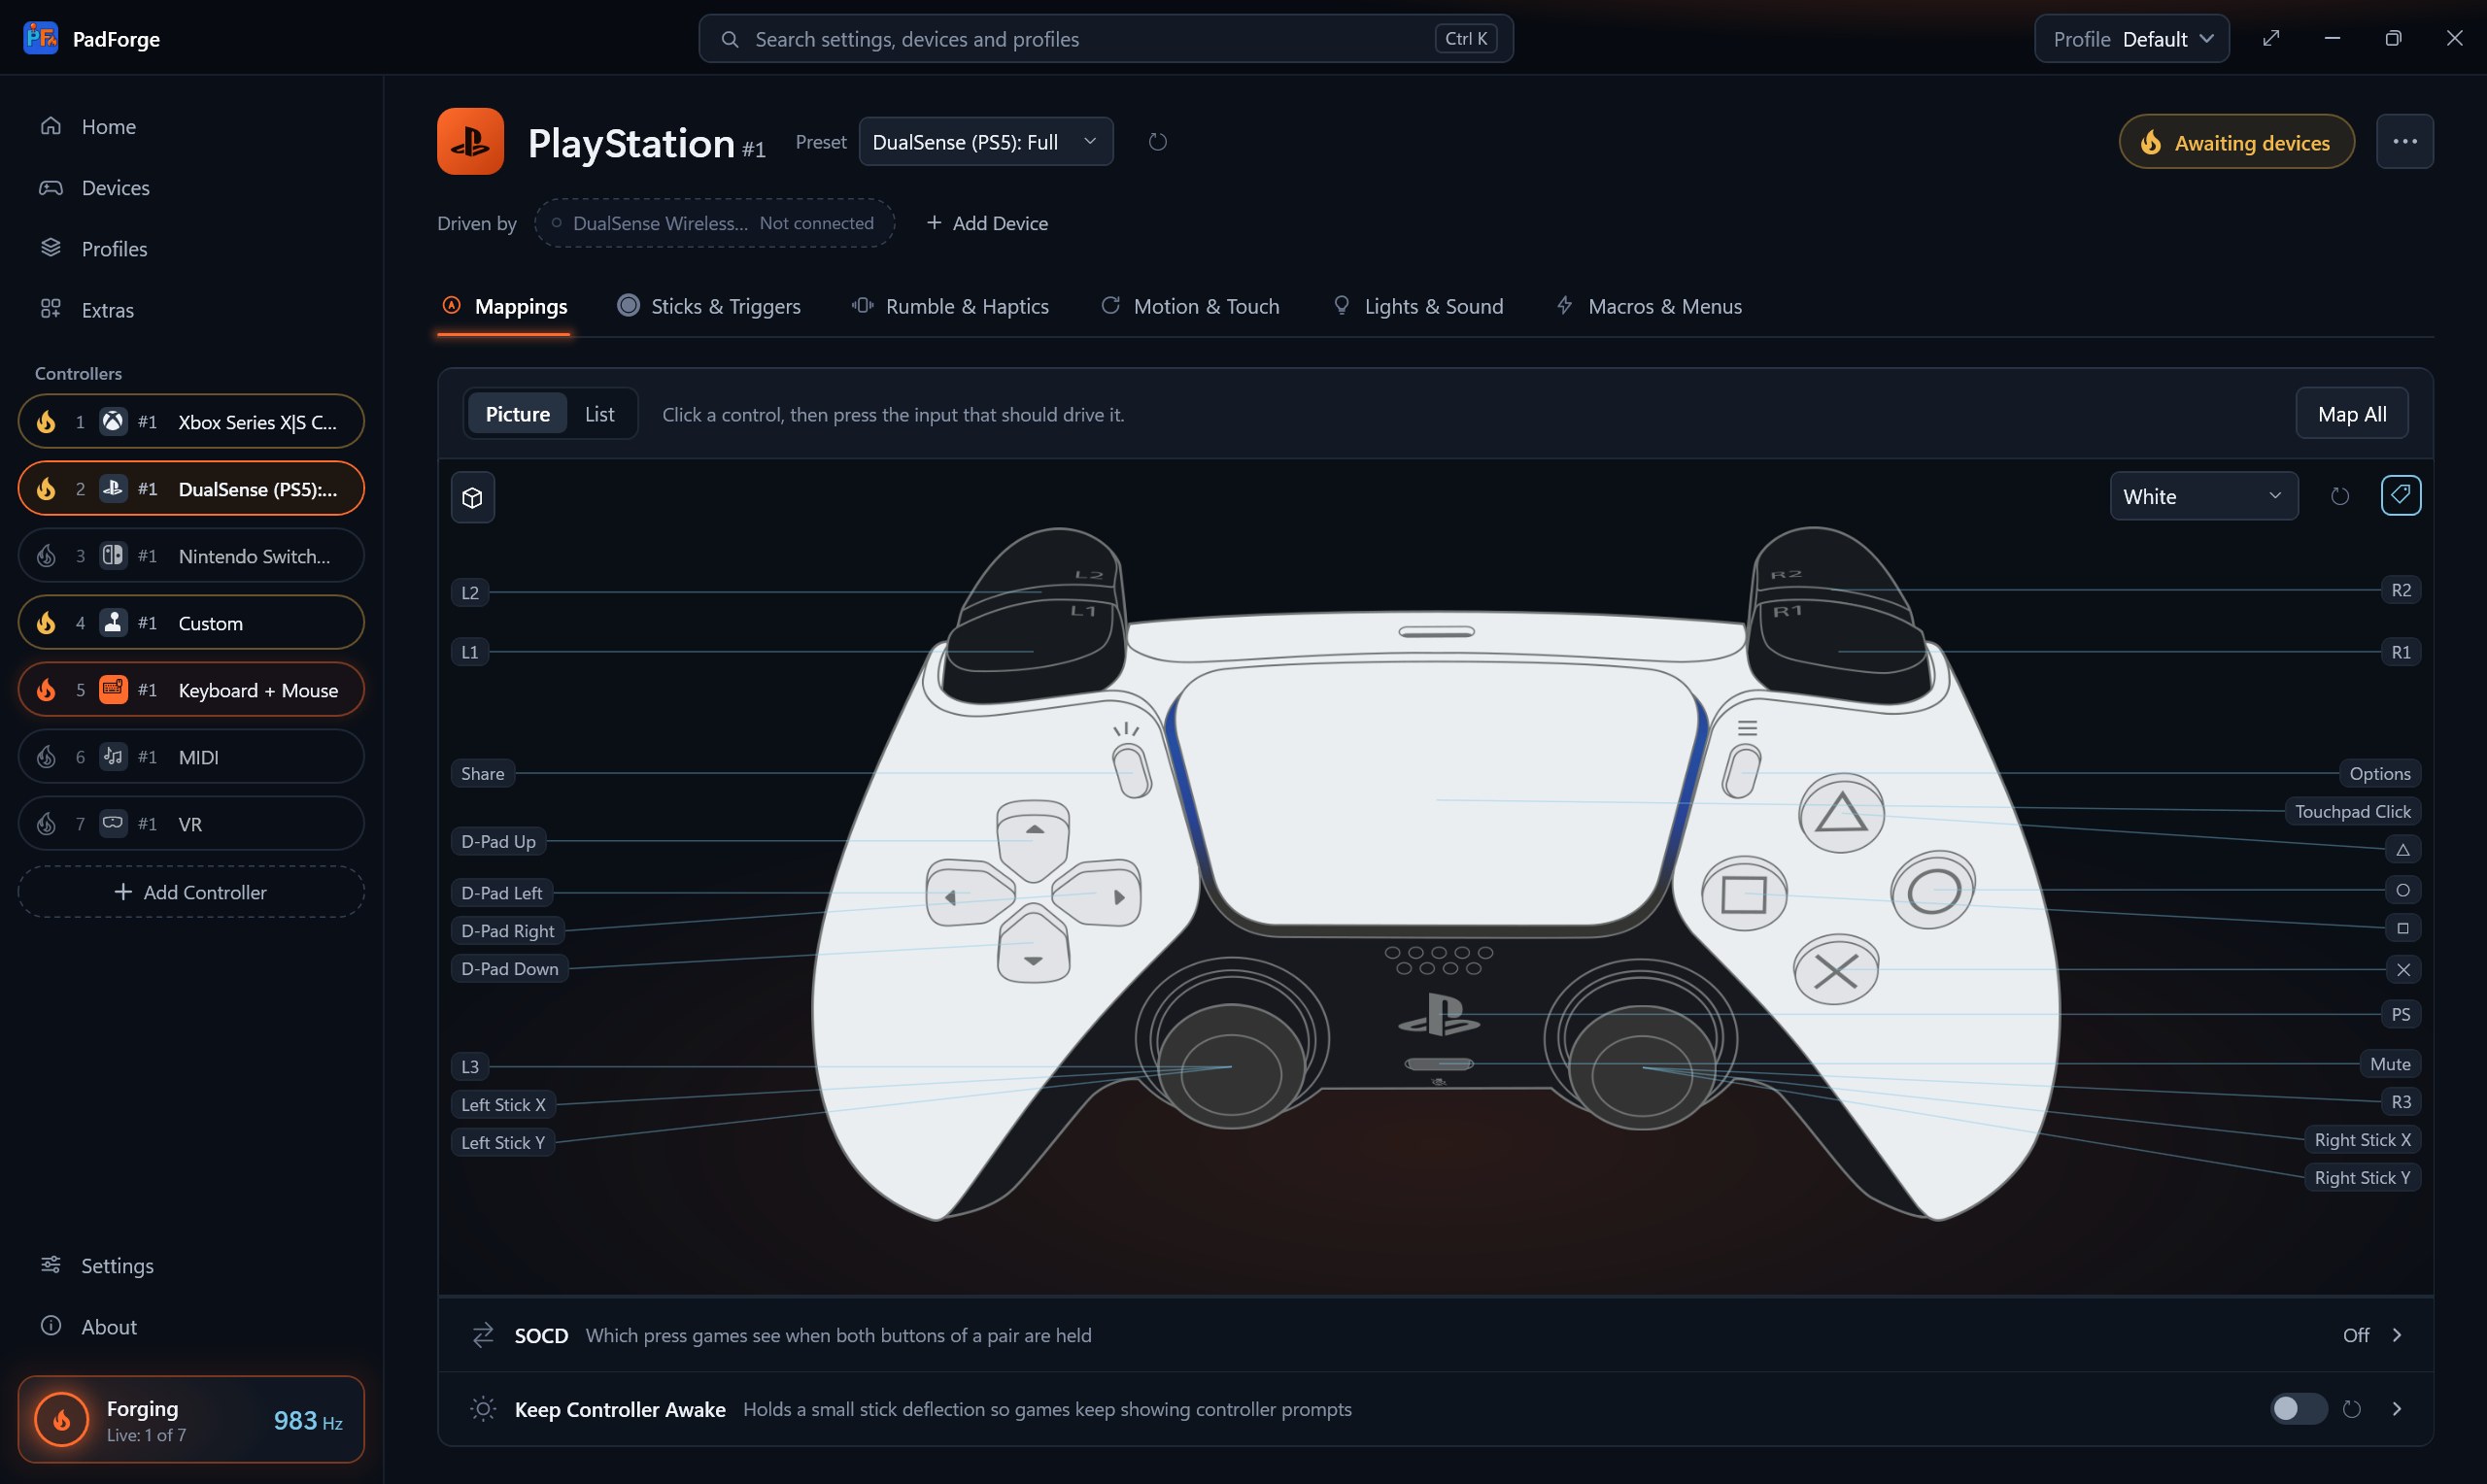 PadForge
Search settings, devices and profiles
Ctrl K
Profile Default
Home
Devices
Profiles
Extras
Controllers
1 #1 Xbox Series X|S C...
2 #1 DualSense (PS5):...
3 #1 Nintendo Switch...
4 #1 Custom
5 #1 Keyboard + Mouse
6 #1 MIDI
7 #1 VR
+ Add Controller
Settings
About
Forging
Live: 1 of 7
983 Hz
PlayStation #1
Preset
DualSense (PS5): Full
Awaiting devices
Driven by
DualSense Wireless... Not connected
+ Add Device
Mappings
Sticks & Triggers
Rumble & Haptics
Motion & Touch
Lights & Sound
Macros & Menus
Picture
List
Click a control, then press the input that should drive it.
Map All
White
L2
L1
R2
R1
L2
L1
Share
D-Pad Up
D-Pad Left
D-Pad Right
D-Pad Down
L3
Left Stick X
Left Stick Y
R2
R1
Options
Touchpad Click
PS
Mute
R3
Right Stick X
Right Stick Y
SOCD Which press games see when both buttons of a pair are held
Off
Keep Controller Awake Holds a small stick deflection so games keep showing controller prompts